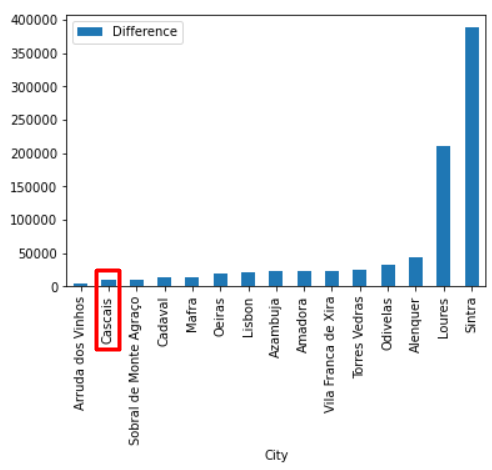 400000
350000
300000
250000
200000
150000
100000
50000
0
Difference
Arruda dos Vinhos
Cascais
Sobral de Monte Agraço
Cadaval
Mafra
Oeiras
Lisbon
Azambuja
Amadora
Vila Franca de Xira
Torres Vedras
Odivelas
Alenquer
Loures
Sintra
City